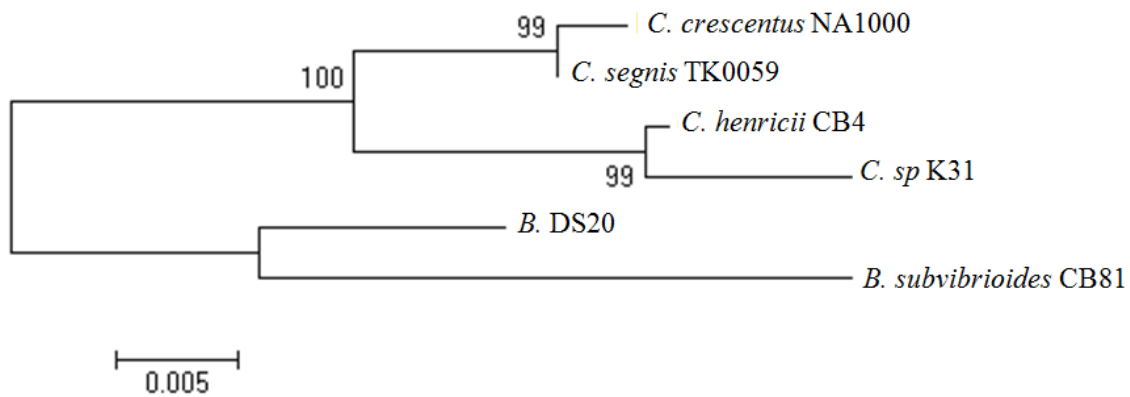 99
C. crescentus NA1000
100
C. segnis TK0059
C. henricii CB4
99
C. sp K31
B. DS20
B. subvibrioides CB81
0.005